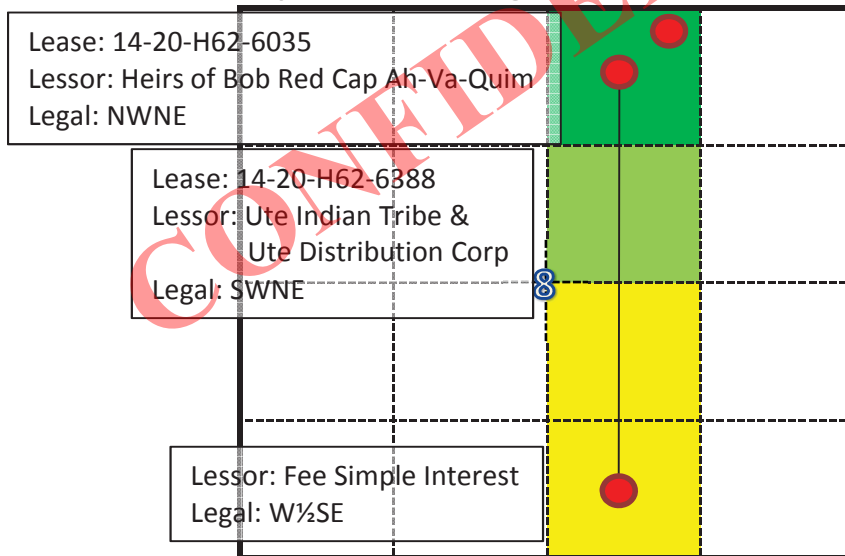 Lease: 14-20-H62-6035
Lessor: Heirs of Bob Red Cap Ah-Va-Quim
Legal: NWNE
Lease: 14-20-H62-6388
Lessor: Ute Indian Tribe &
Ute Distribution Corp
Legal: SWNE
8
Lessor: Fee Simple Interest
Legal: W½SE